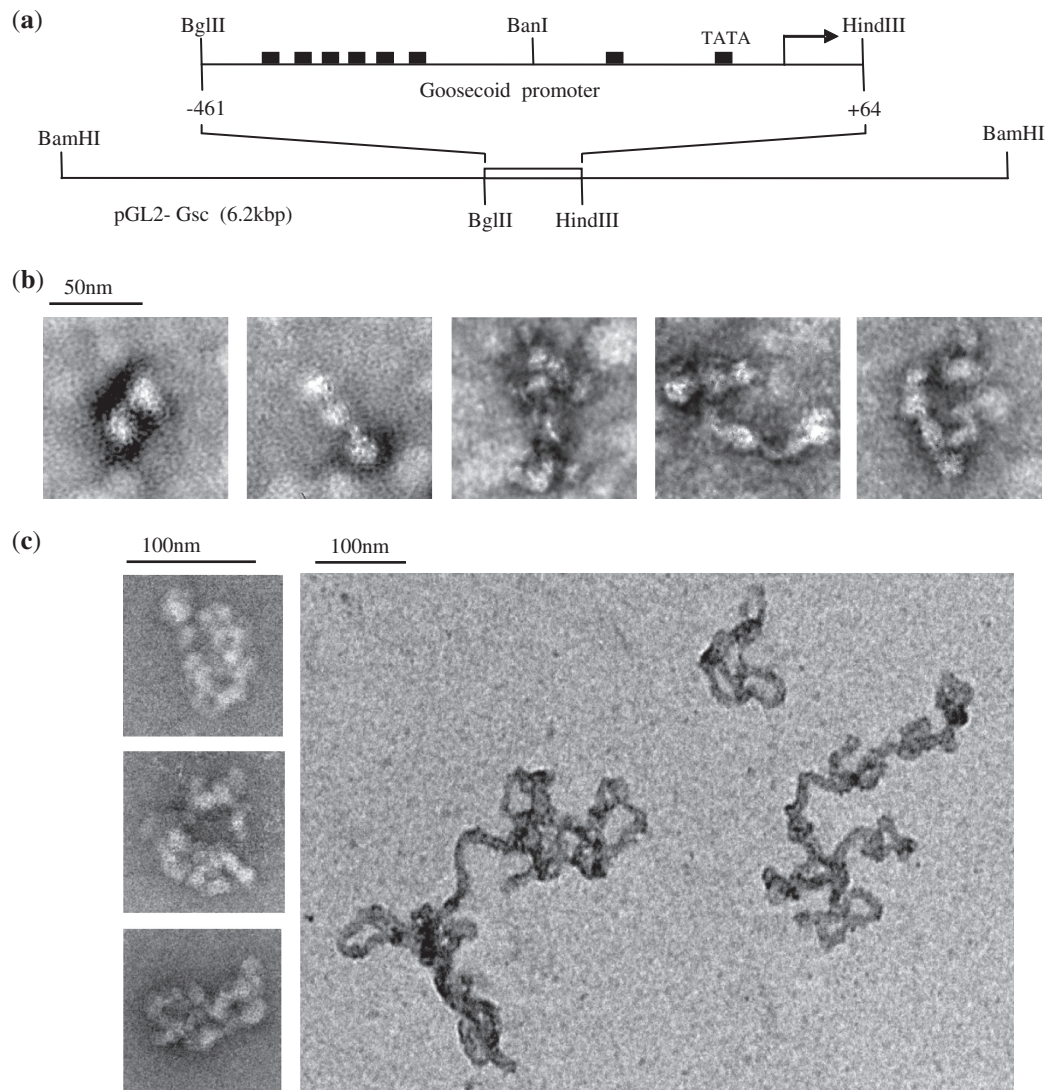 (a)
BglII BanI HindIII
TATA
Goosecoid promoter
-461 +64
BamHI BamHI
pGL2- Gsc (6.2kbp)
BglII HindIII
(b)
50nm
(c)
100nm 100nm